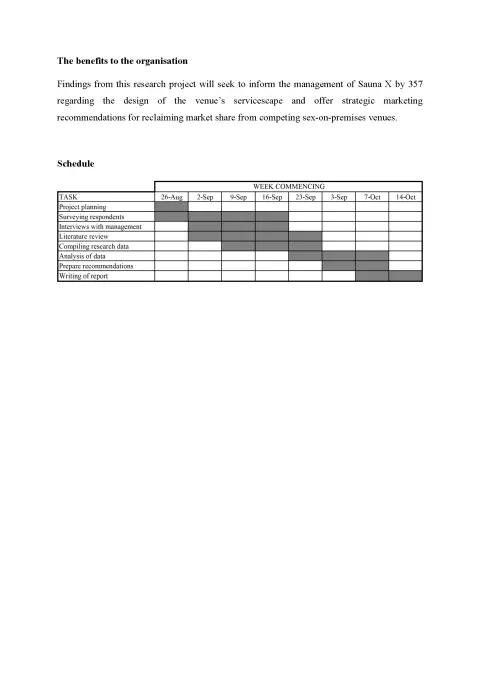 The benefits to the organisation
Findings from this research project will seek to inform the management of Sauna X by 357
regarding the design of the venue's servicescape and offer strategic marketing
recommendations for reclaiming market share from competing sex-on-premises venues.
Schedule
WEEK COMMENCING
TASK 26-Aug 2-Sep 9-Sep 16-Sep 23-Sep 3-Sep 7-Oct 14-Oct
Project planning
Surveying respondents
Interviews with management
Literature review
Compiling research data
Analysis of data
Prepare recommendations
Writing of report